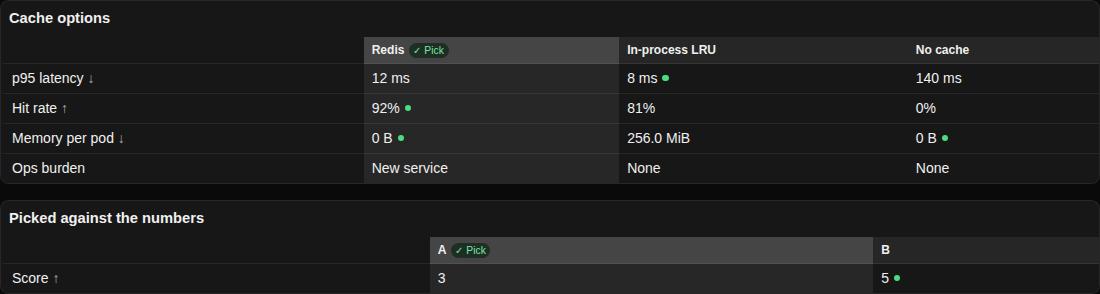 Cache options
Redis ✓ Pick In-process LRU No cache
p95 latency ↓ 12 ms 8 ms 140 ms
Hit rate ↑ 92% 81% 0%
Memory per pod ↓ 0 B 256.0 MiB 0 B
Ops burden New service None None
Picked against the numbers
A ✓ Pick B
Score ↑ 3 5